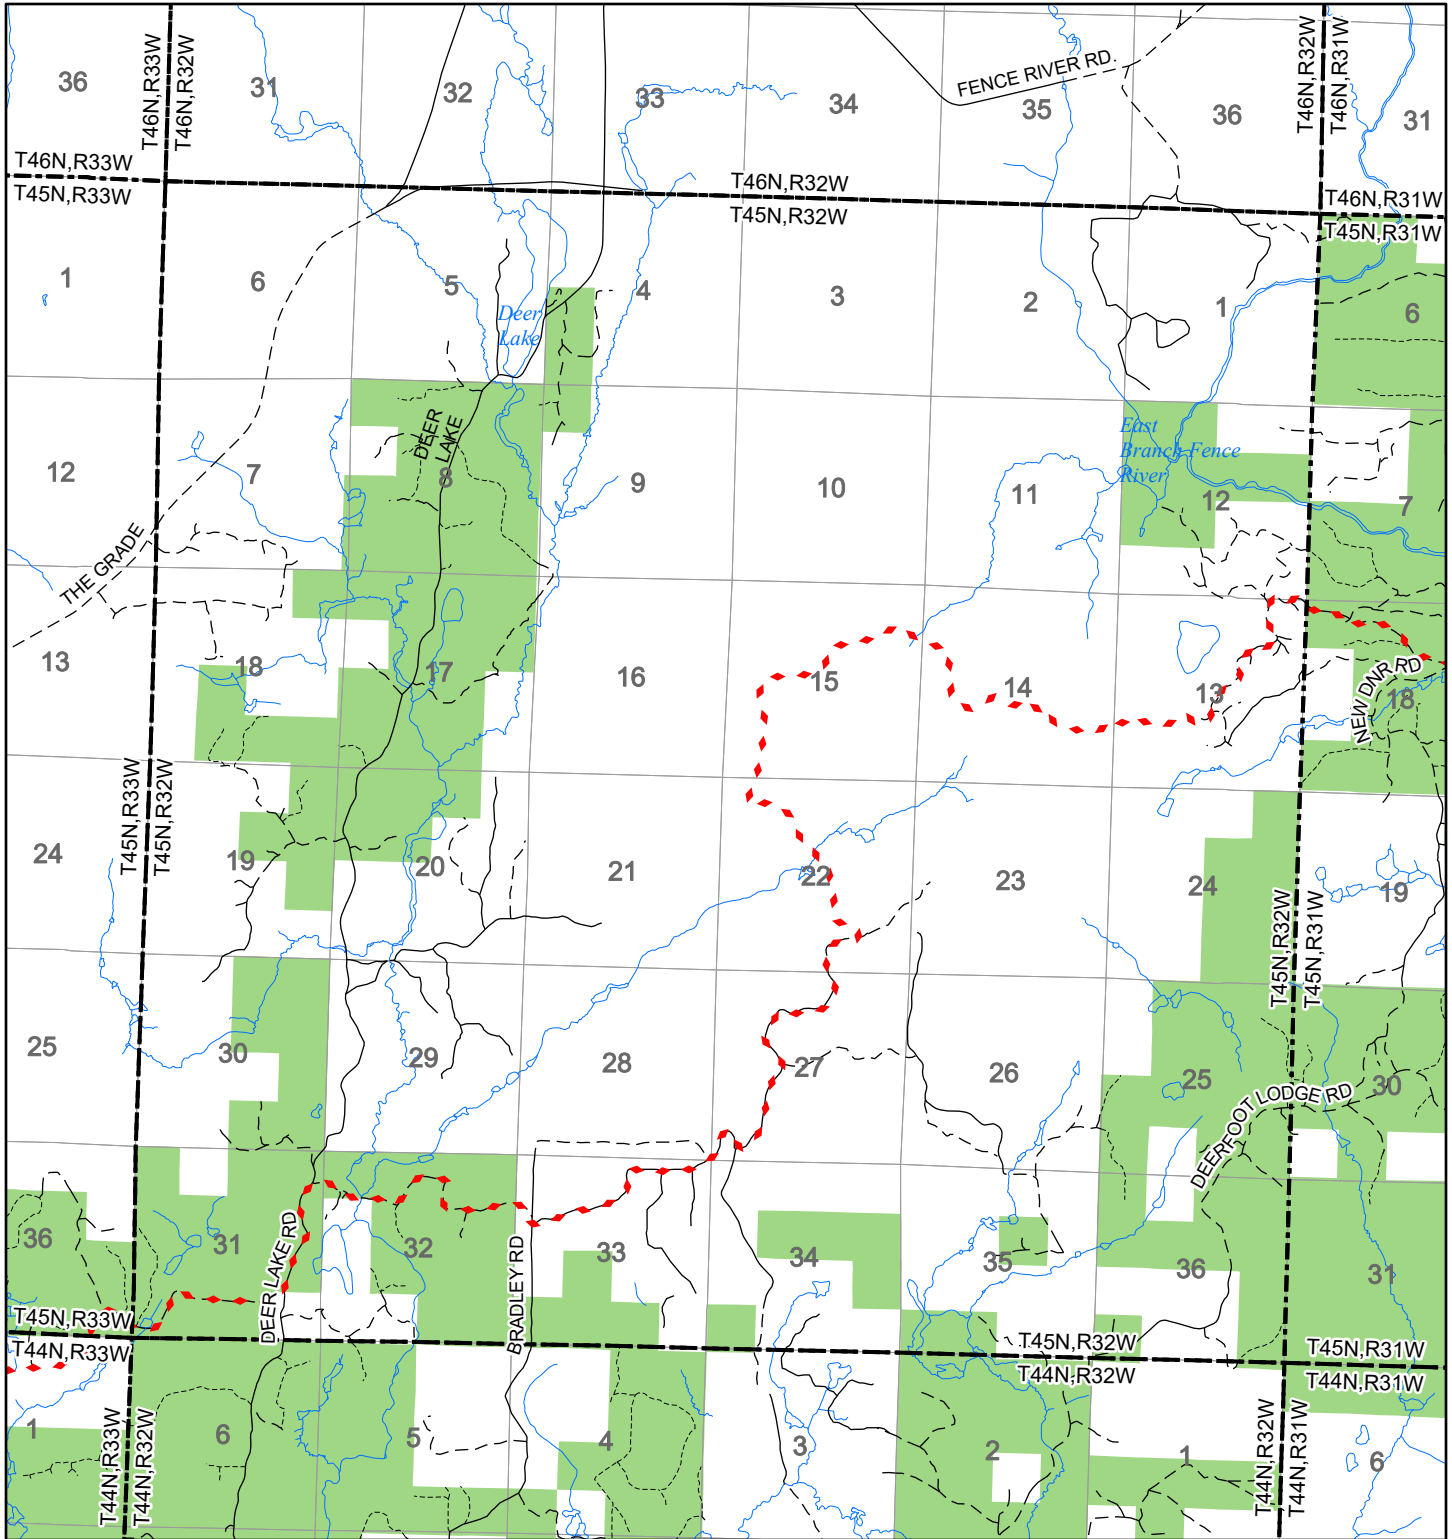 36
31
32
33
34
35
36
31
FENCE RIVER RD.
T46N,R33W
T46N,R32W
T46N,R32W
T46N,R31W
T46N,R33W
T45N,R33W
T46N,R32W
T45N,R32W
T46N,R31W
T45N,R31W
1
6
5
4
3
2
1
6
Deer
Lake
DEER
LAKE
East
Branch Fence
River
12
7
8
9
10
11
12
7
THE GRADE
13
18
17
16
15
14
13
18
NEW DNR RD
T45N,R33W
T45N,R32W
24
19
20
21
22
23
24
19
T45N,R32W
T45N,R31W
25
30
29
28
27
26
25
30
DEERFOOT LODGE RD
36
31
32
33
34
35
36
31
DEER LAKE RD
BRADLEY RD
T45N,R33W
T44N,R33W
T45N,R32W
T44N,R32W
T45N,R31W
T44N,R31W
1
6
5
4
3
2
1
6
T44N,R33W
T44N,R32W
T44N,R32W
T44N,R31W